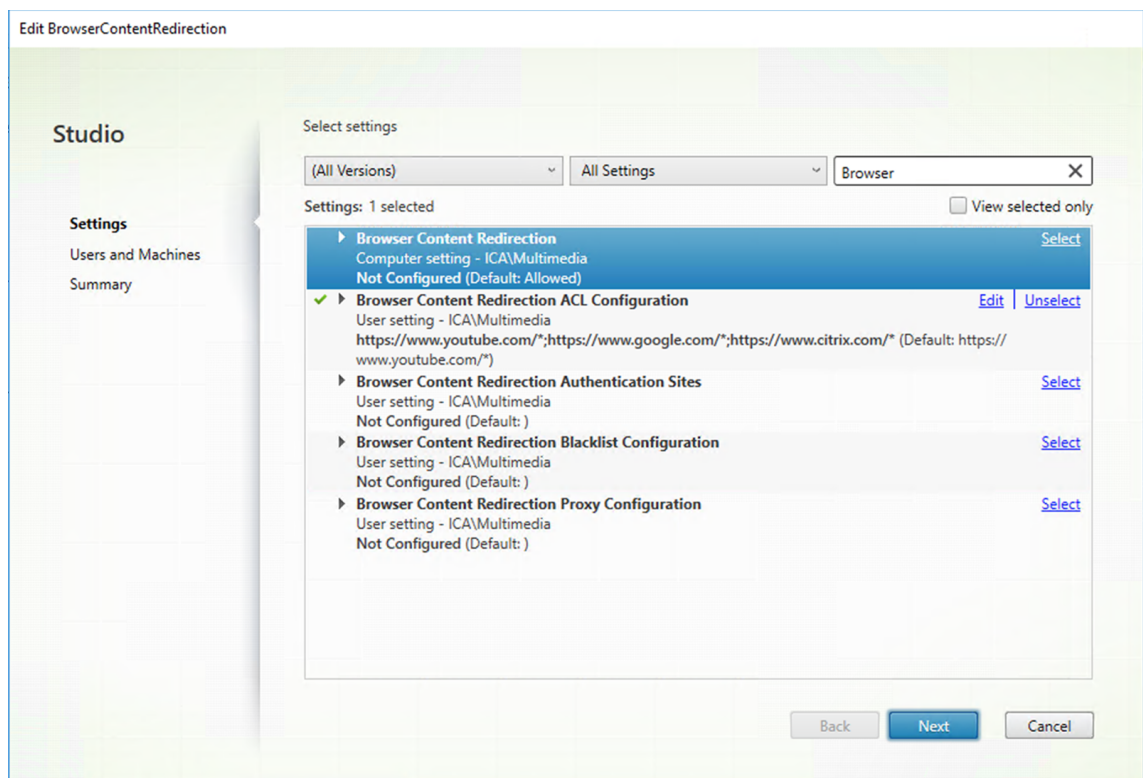 Edit BrowserContentRedirection
Studio
Settings
Users and Machines
Summary
Select settings
(All Versions)
All Settings
Browser
Settings: 1 selected
View selected only
Browser Content Redirection
Select
Computer setting - ICA\Multimedia
Not Configured (Default: Allowed)
Browser Content Redirection ACL Configuration
Edit
Unselect
User setting - ICA\Multimedia
https://www.youtube.com/*;https://www.google.com/*;https://www.citrix.com/* (Default: https://
www.youtube.com/*)
Browser Content Redirection Authentication Sites
Select
User setting - ICA\Multimedia
Not Configured (Default: )
Browser Content Redirection Blacklist Configuration
Select
User setting - ICA\Multimedia
Not Configured (Default: )
Browser Content Redirection Proxy Configuration
Select
User setting - ICA\Multimedia
Not Configured (Default: )
Back
Next
Cancel